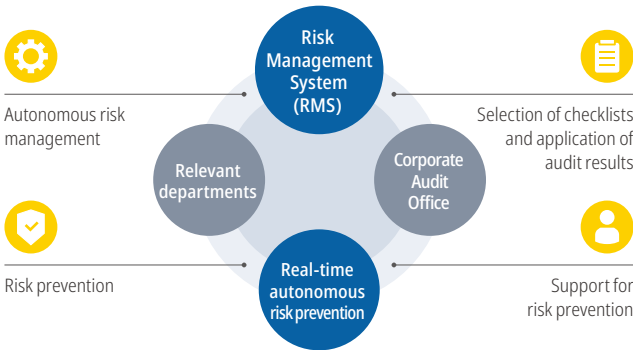 Risk
Management
System
(RMS)
Autonomous risk
management
Selection of checklists
and application of
audit results
Relevant
departments
Corporate
Audit
Office
Risk prevention
Real-time
autonomous
risk prevention
Support for
risk prevention